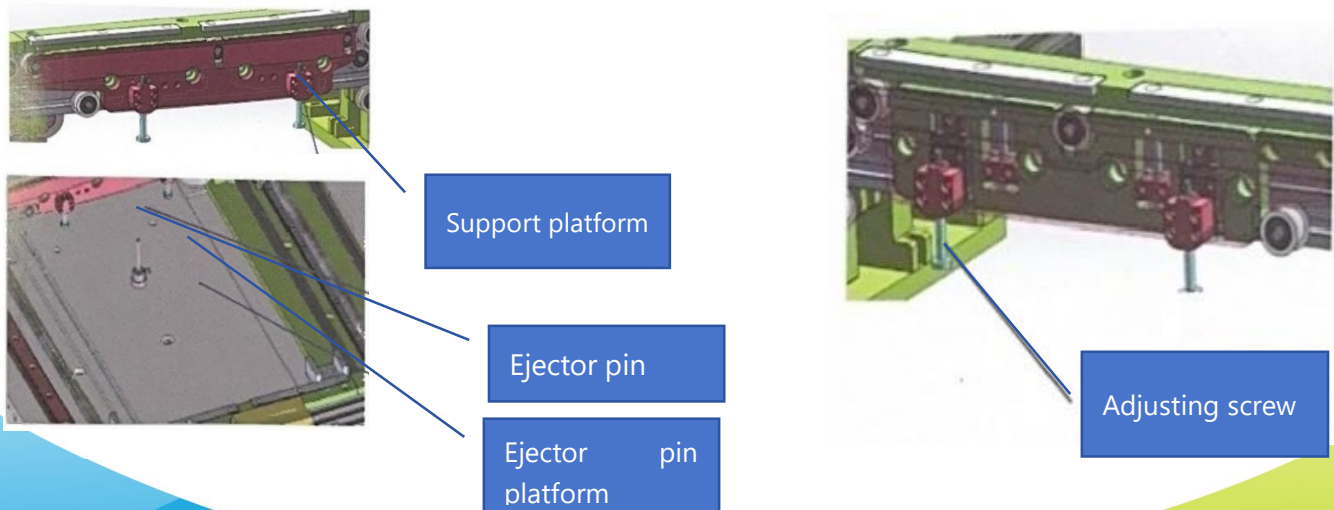 Support platform
Ejector pin
Ejector pin
platform
Adjusting screw